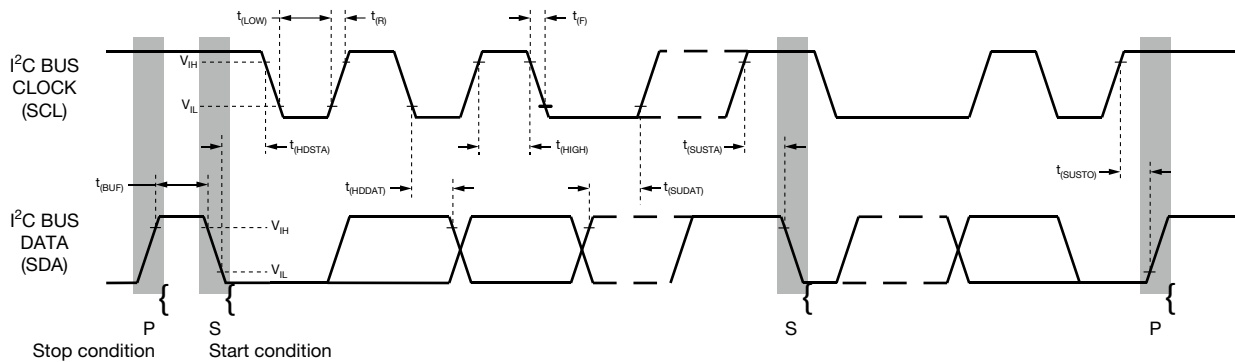 t(LOW) t(R) t(F)
I²C BUS
CLOCK
(SCL)
VIH
VIL
t(HDSTA) t(HIGH) t(SUSTA)
t(BUF) t(HDDAT) t(SUDAT) t(SUSTO)
I²C BUS
DATA
(SDA)
VIH
VIL
{ { { {
P S S P
Stop condition Start condition